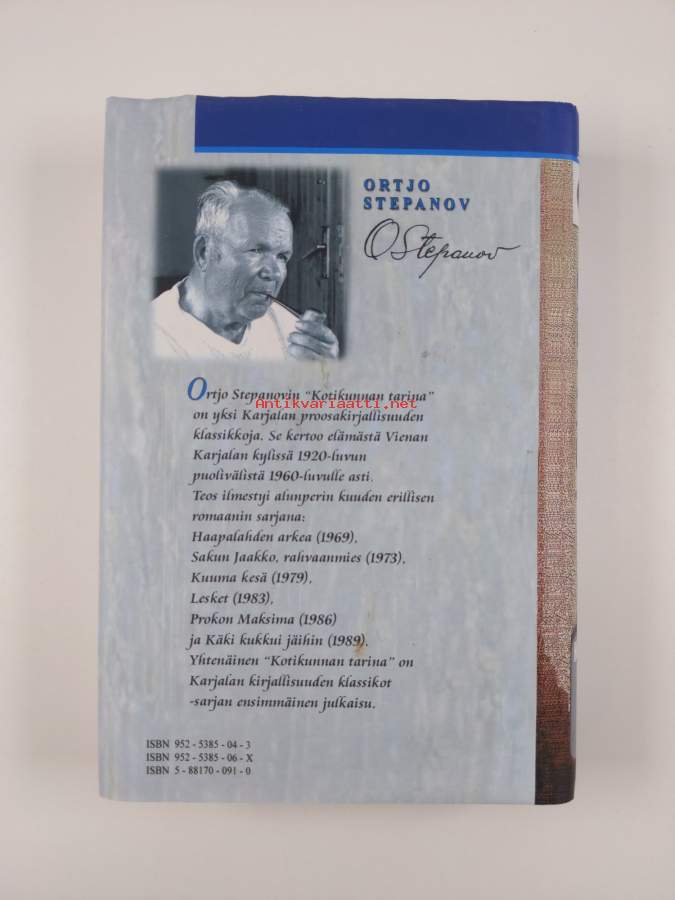 ORTJO
STEPANOV
O Stepanov
Ortjo Stepanovin "Kotikunnan tarina"
Antikvariaatti.net
on yksi Karjalan proosakirjallisuuden
klassikkoja. Se kertoo elämästä Vienan
Karjalan kylissä 1920-luvun
puolivälistä 1960-luvulle asti.
Teos ilmestyi alunperin kuuden erillisen
romaanin sarjana:
Haapalahden arkea (1969),
Sakun Jaakko, rahvaanmies (1973),
Kuuma kesä (1979),
Lesket (1983),
Prokon Maksima (1986)
ja Käki kukkui jäihin (1989).
Yhtenäinen "Kotikunnan tarina" on
Karjalan kirjallisuuden klassikot
-sarjan ensimmäinen julkaisu.
ISBN 952 - 5385 - 04 - 3
ISBN 952 - 5385 - 06 - X
ISBN 5 - 88170 - 091 - 0